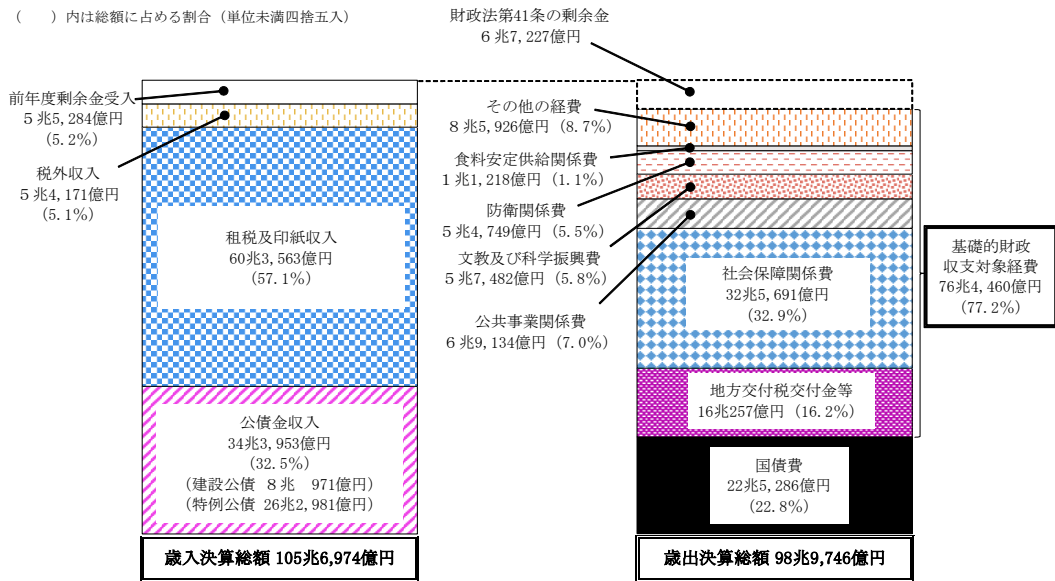 （　　）内は総額に占める割合（単位未満四捨五入）
財政法第41条の剰余金
6兆7,227億円
前年度剰余金受入
5兆5,284億円
（5.2%）
税外収入
5兆4,171億円
（5.1%）
租税及印紙収入
60兆3,563億円
（57.1%）
公債金収入
34兆3,953億円
（32.5%）
（建設公債 8兆　971億円）
（特例公債 26兆2,981億円）
歳入決算総額 105兆6,974億円
その他の経費
8兆5,926億円（8.7%）
食料安定供給関係費
1兆1,218億円（1.1%）
防衛関係費
5兆4,749億円（5.5%）
文教及び科学振興費
5兆7,482億円（5.8%）
公共事業関係費
6兆9,134億円（7.0%）
社会保障関係費
32兆5,691億円
（32.9%）
地方交付税交付金等
16兆257億円（16.2%）
国債費
22兆5,286億円
（22.8%）
歳出決算総額 98兆9,746億円
基礎的財政
収支対象経費
76兆4,460億円
（77.2%）